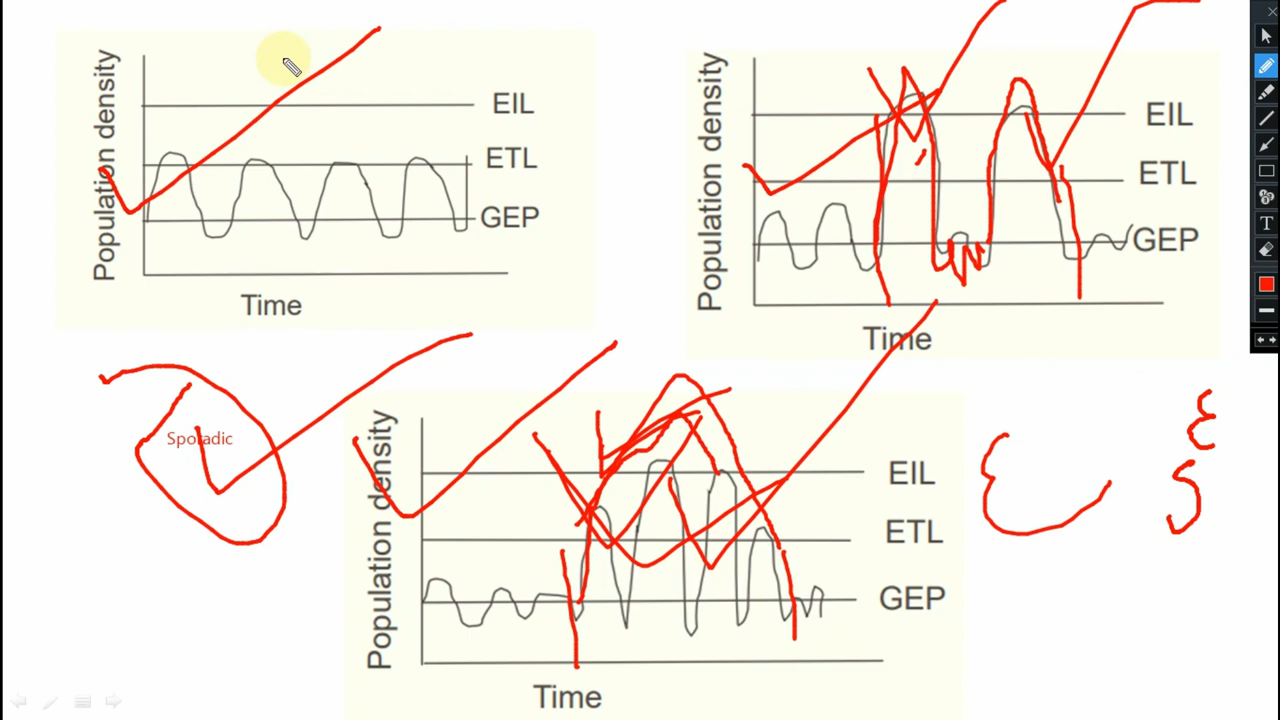 Population density
EIL
ETL
GEP
Time
Population density
EIL
ETL
GEP
Time
Sporadic
Population density
EIL
ETL
GEP
Time
T